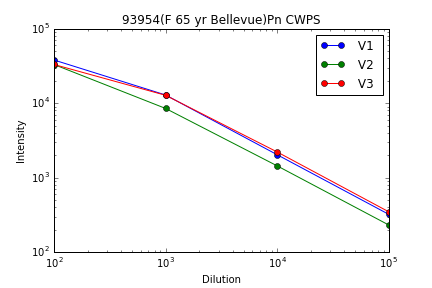 93954(F 65 yr Bellevue)Pn CWPS
10^5
10^4
10^3
10^2
Intensity
V1
V2
V3
10^2 10^3 10^4 10^5
Dilution